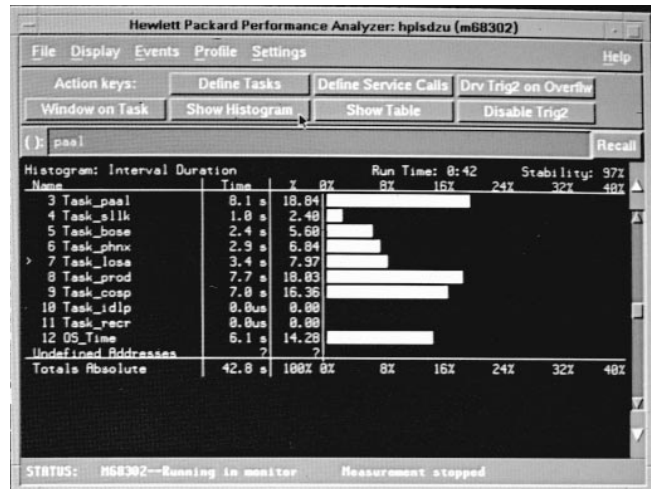 Hewlett Packard Performance Analyzer: hplsdzu (m68302)
File Display Events Profile Settings Help
Action keys: Define Tasks Define Service Calls Drv Trig2 on Overflw
Window on Task Show Histogram Show Table Disable Trig2
( ): paal Recall
Histogram: Interval Duration Run Time: 0:42 Stability: 97%
Name Time % 0% 8% 16% 24% 32% 40%
3 Task_paal 8.1 s 18.84
4 Task_sllk 1.0 s 2.40
5 Task_bose 2.4 s 5.60
6 Task_phnx 2.9 s 6.84
> 7 Task_losa 3.4 s 7.97
8 Task_prod 7.7 s 18.03
9 Task_cosp 7.0 s 16.36
10 Task_idlp 0.0us 0.00
11 Task_recr 0.0us 0.00
12 OS_Time 6.1 s 14.28
Undefined Addresses ? ?
Totals Absolute 42.8 s 100% 0% 8% 16% 24% 32% 40%
STATUS: M68302--Running in monitor Measurement stopped